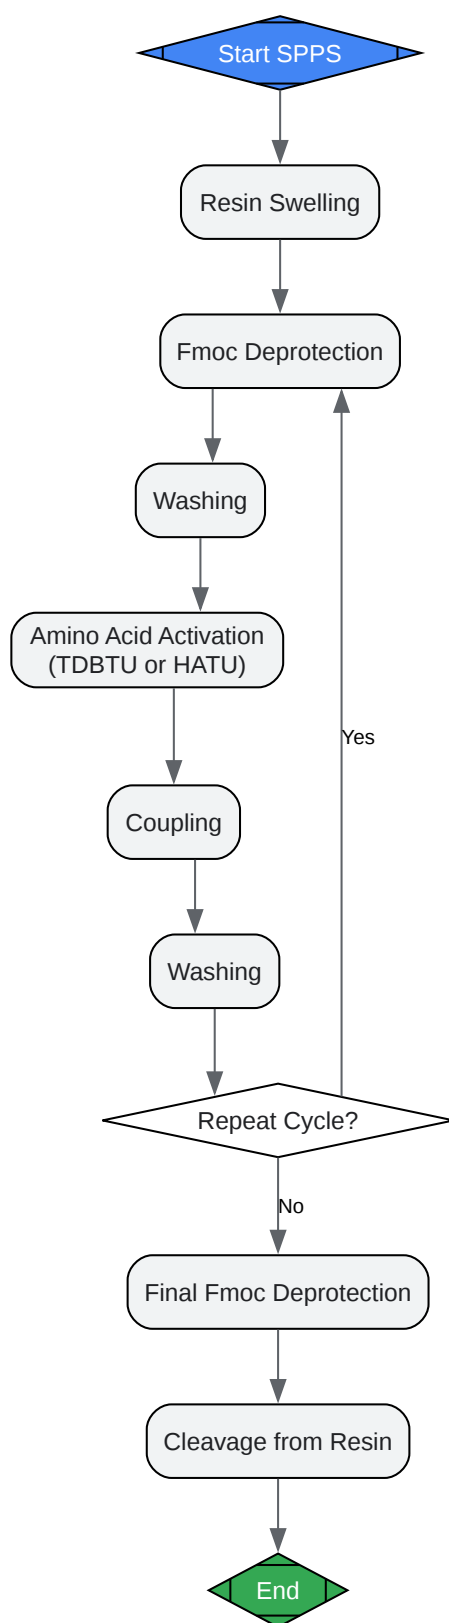 Start SPPS
Resin Swelling
Fmoc Deprotection
Washing
Amino Acid Activation
(TDBTU or HATU)
Yes
Coupling
Washing
Repeat Cycle?
No
Final Fmoc Deprotection
Cleavage from Resin
End